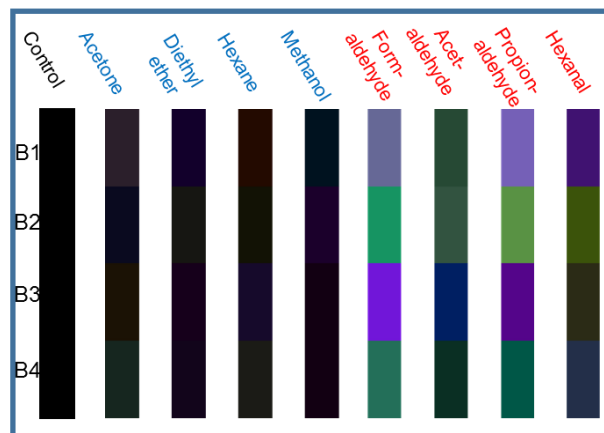 Control
Acetone
Diethyl
ether
Hexane
Methanol
Form-
aldehyde
Acet-
aldehyde
Propion-
aldehyde
Hexanal
B1
B2
B3
B4